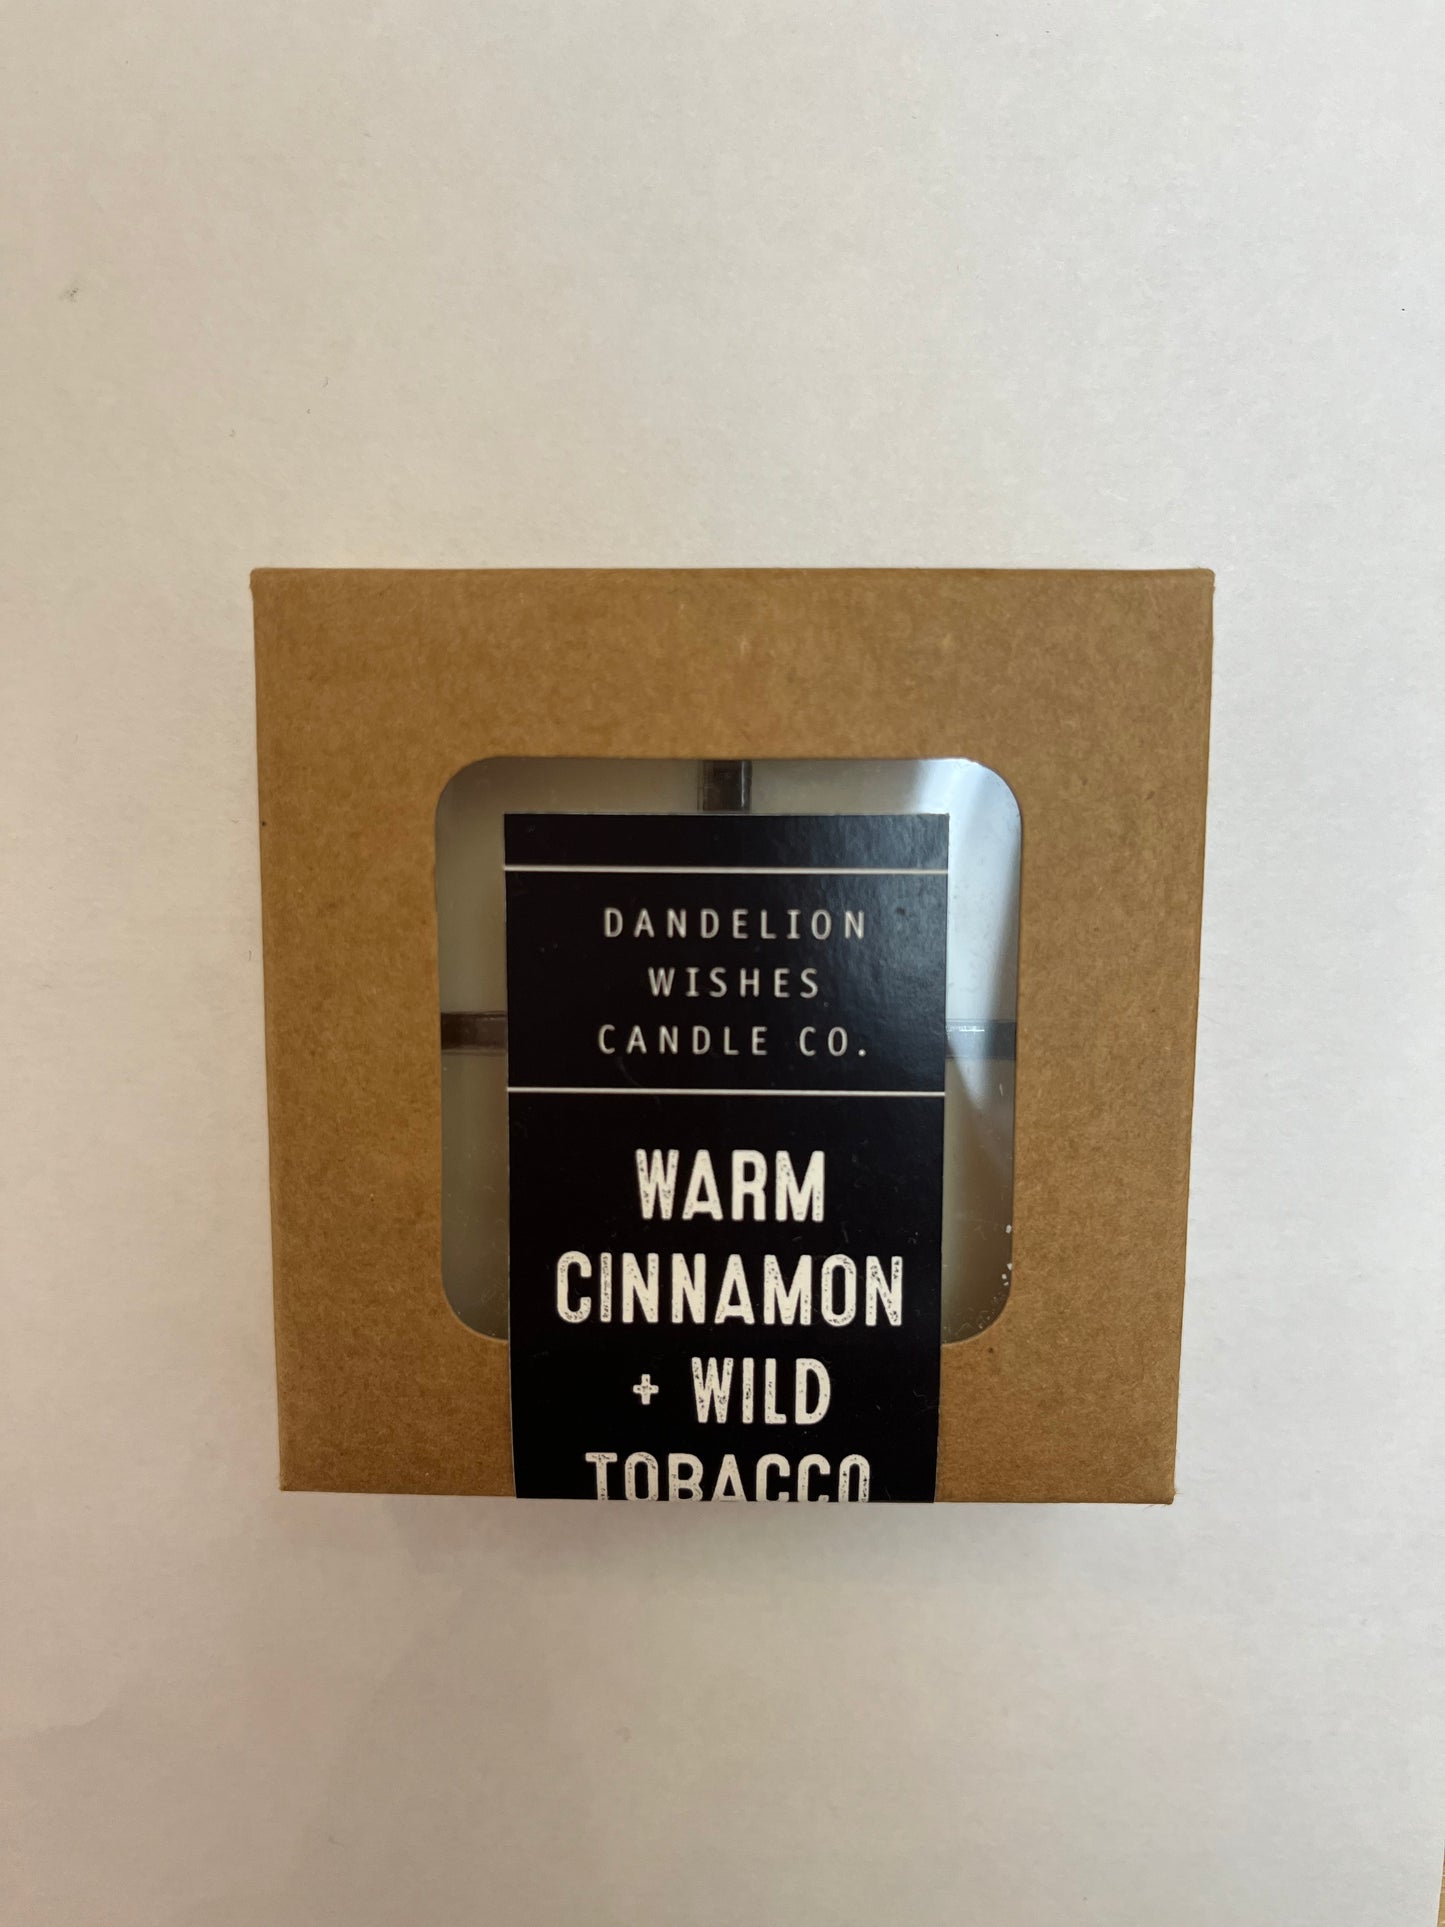 DANDELION
WISHES
CANDLE CO.
WARM
CINNAMON
+ WILD
TOBACCO